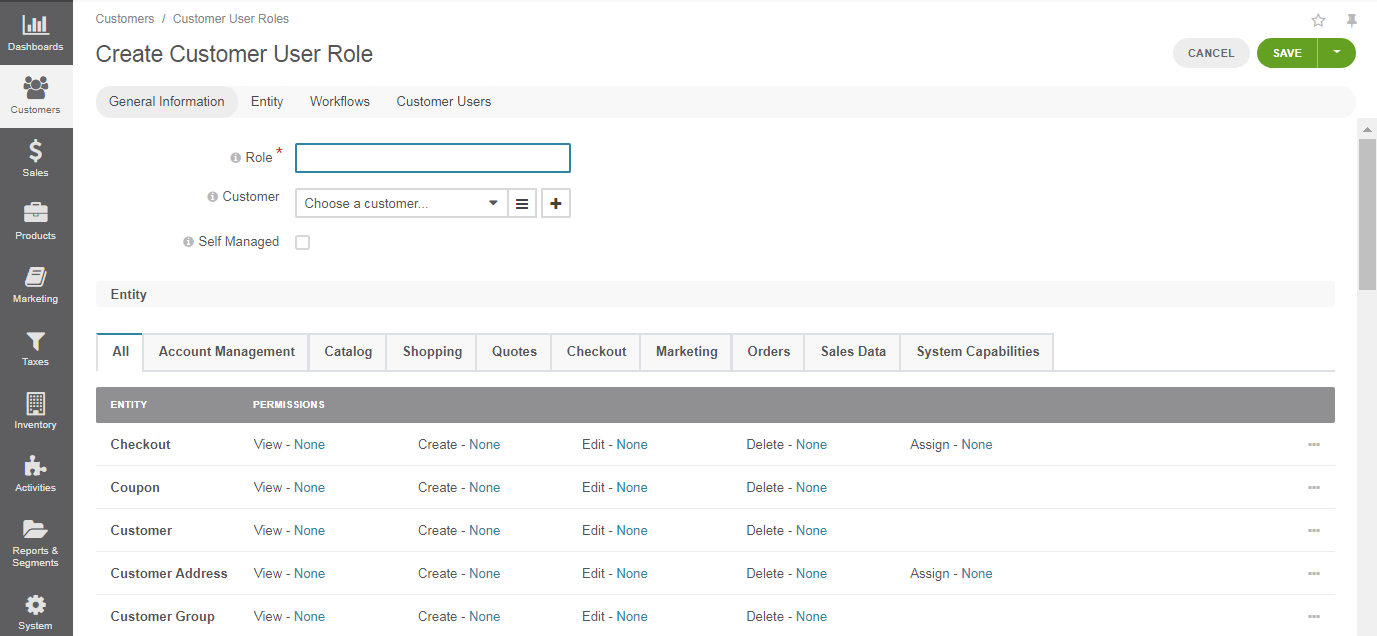 Dashboards
Customers
Sales
Products
Marketing
Taxes
Inventory
Activities
Reports &
Segments
System
Customers / Customer User Roles
Create Customer User Role
CANCEL SAVE
General Information Entity Workflows Customer Users
Role *
Customer Choose a customer...
Self Managed
Entity
All Account Management Catalog Shopping Quotes Checkout Marketing Orders Sales Data System Capabilities
ENTITY PERMISSIONS
Checkout View - None Create - None Edit - None Delete - None Assign - None
Coupon View - None Create - None Edit - None Delete - None
Customer View - None Create - None Edit - None Delete - None
Customer Address View - None Create - None Edit - None Delete - None Assign - None
Customer Group View - None Create - None Edit - None Delete - None